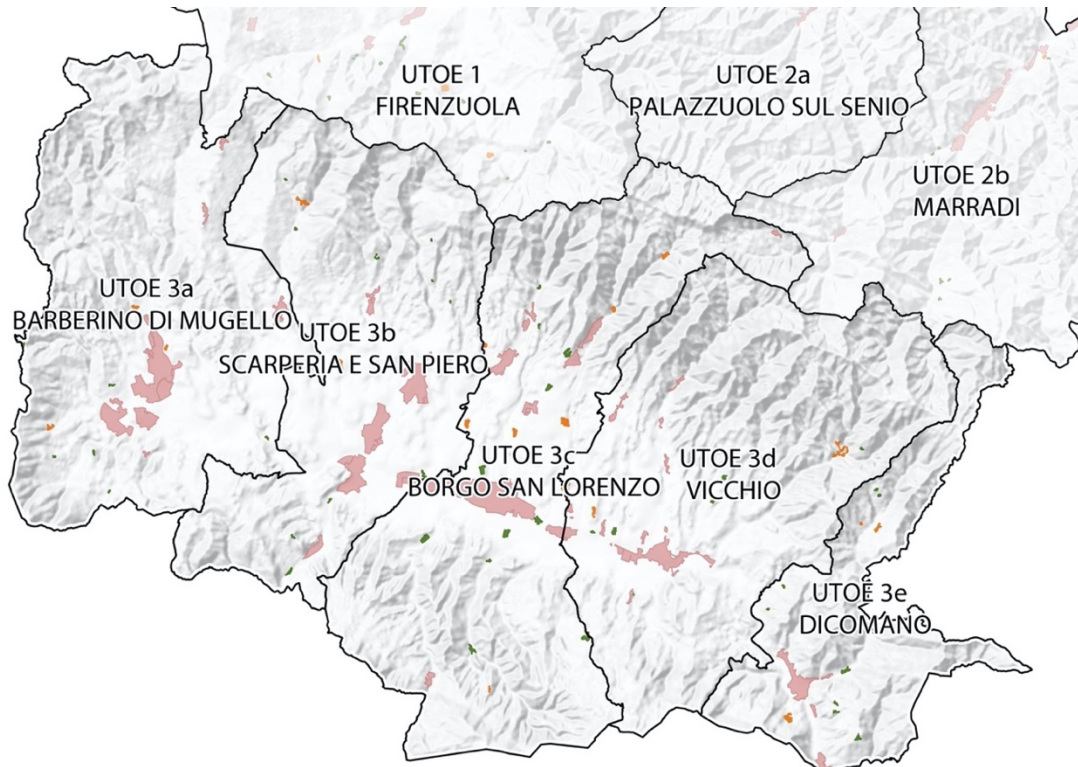 UTOE 1
FIRENZUOLA
UTOE 2a
PALAZZUOLO SUL SENIO
UTOE 2b
MARRADI
UTOE 3a
BARBERINO DI MUGELLO
UTOE 3b
SCARPERIA E SAN PIERO
UTOE 3c
BORGO SAN LORENZO
UTOE 3d
VICCHIO
UTOE 3e
DICOMANO